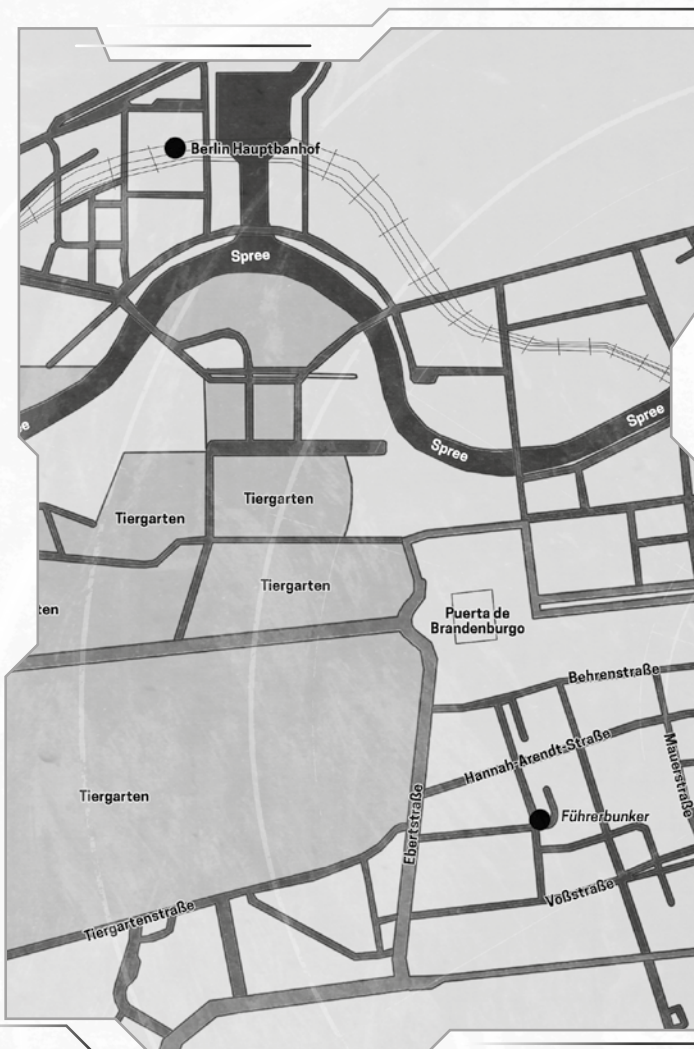 Berlin Hauptbanhof
Spree
ee
Spree
Spree
Tiergarten
Tiergarten
Tiergarten
ten
Puerta de
Brandenburgo
Behrenstraße
Hannah-Arendt-Straße
Mauerstraße
Tiergarten
Ebertstraße
Führerbunker
Voßstraße
Tiergartenstraße